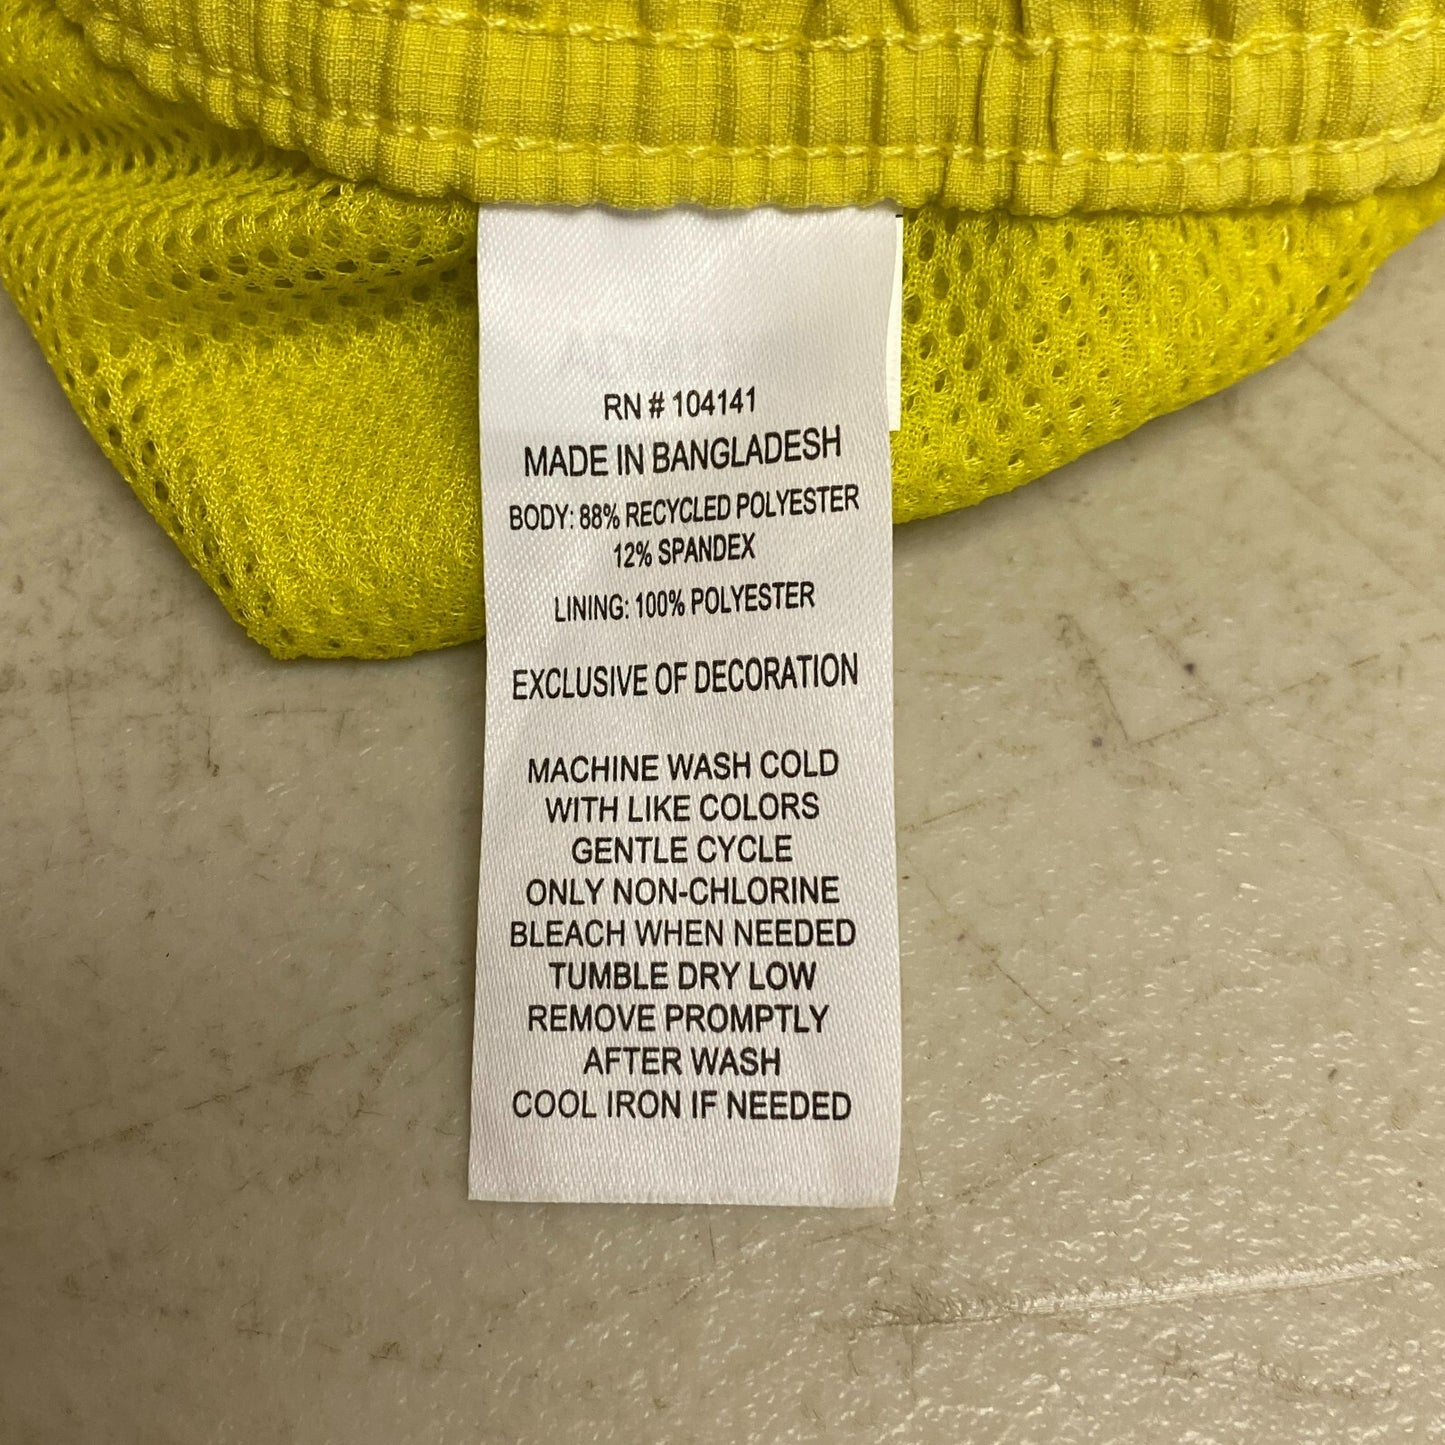 RN # 104141
MADE IN BANGLADESH
BODY: 88% RECYCLED POLYESTER
12% SPANDEX
LINING: 100% POLYESTER
EXCLUSIVE OF DECORATION
MACHINE WASH COLD
WITH LIKE COLORS
GENTLE CYCLE
ONLY NON-CHLORINE
BLEACH WHEN NEEDED
TUMBLE DRY LOW
REMOVE PROMPTLY
AFTER WASH
COOL IRON IF NEEDED